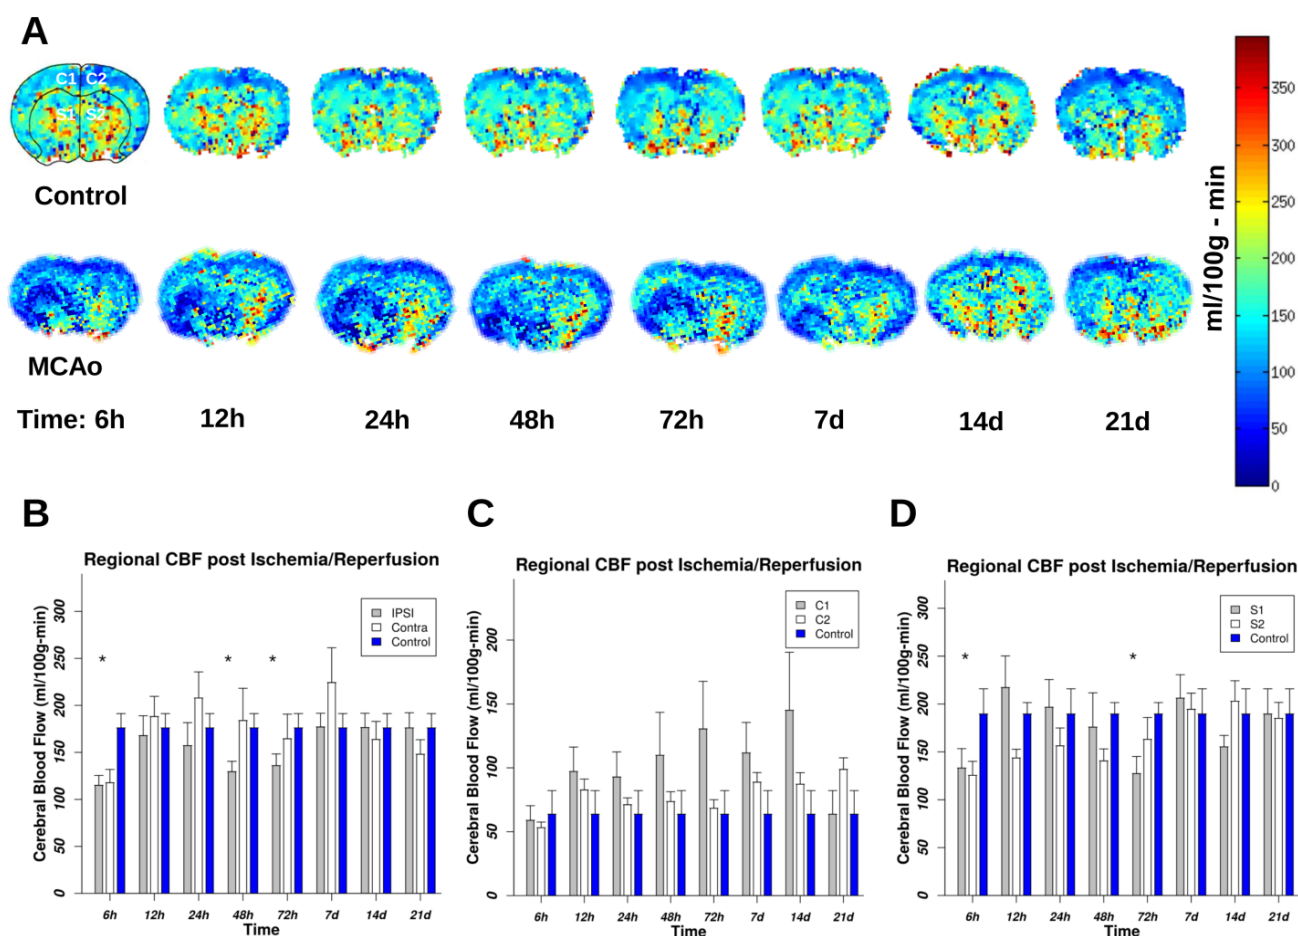 A
C1 C2
S1 S2
Control
MCAo
Time: 6h 12h 24h 48h 72h 7d 14d 21d
350
300
250
200
150
100
50
0
ml/100g - min
B
Regional CBF post Ischemia/Reperfusion
Cerebral Blood Flow (ml/100g-min)
300
250
200
150
100
50
0
IPSI
Contra
Control
* * *
6h 12h 24h 48h 72h 7d 14d 21d
Time
C
Regional CBF post Ischemia/Reperfusion
Cerebral Blood Flow (ml/100g-min)
200
150
100
50
0
C1
C2
Control
6h 12h 24h 48h 72h 7d 14d 21d
Time
D
Regional CBF post Ischemia/Reperfusion
Cerebral Blood Flow (ml/100g-min)
300
250
200
150
100
50
0
S1
S2
Control
* *
6h 12h 24h 48h 72h 7d 14d 21d
Time